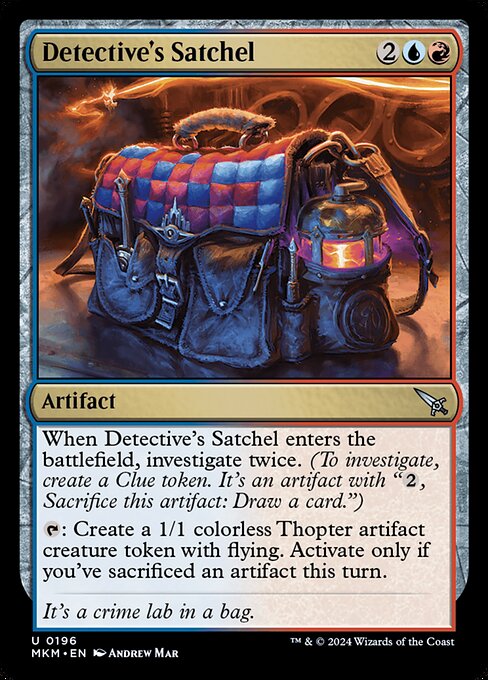 Detective's Satchel 2
Artifact
When Detective's Satchel enters the
battlefield, investigate twice. (To investigate,
create a Clue token. It's an artifact with “2,
Sacrifice this artifact: Draw a card.”)
: Create a 1/1 colorless Thopter artifact
creature token with flying. Activate only if
you've sacrificed an artifact this turn.
It's a crime lab in a bag.
U 0196
MKM • EN ANDREW MAR
™ & © 2024 Wizards of the Coast